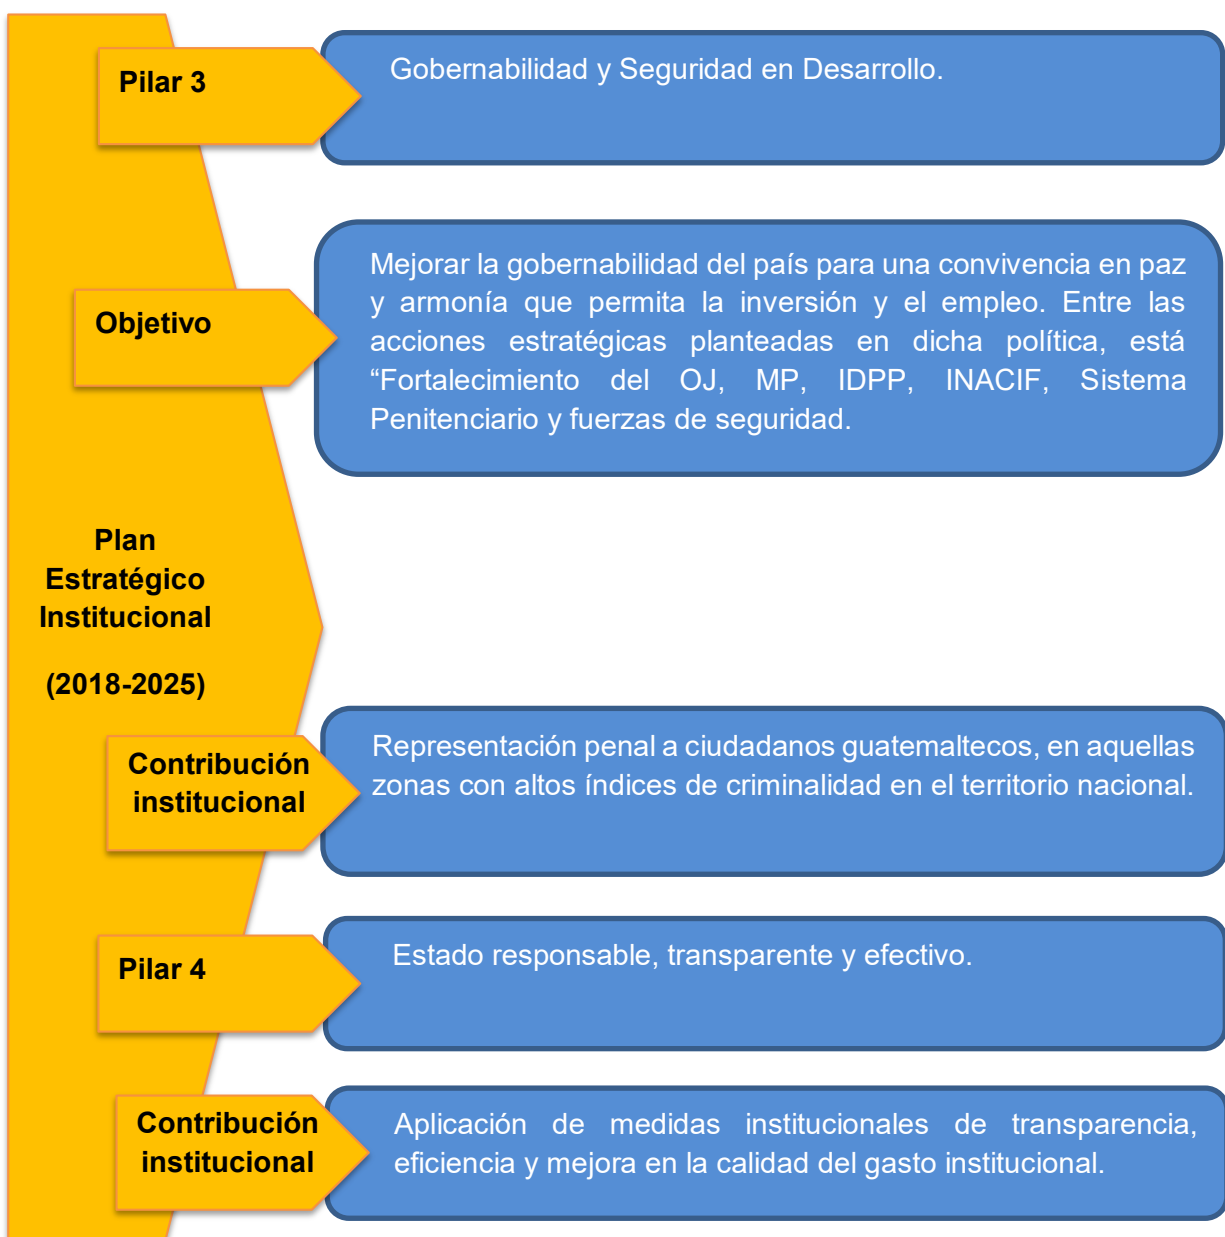 Pilar 3
Gobernabilidad y Seguridad en Desarrollo.
Objetivo
Mejorar la gobernabilidad del país para una convivencia en paz
y armonía que permita la inversión y el empleo. Entre las
acciones estratégicas planteadas en dicha política, está
“Fortalecimiento del OJ, MP, IDPP, INACIF, Sistema
Penitenciario y fuerzas de seguridad.
Plan
Estratégico
Institucional
(2018-2025)
Contribución
institucional
Representación penal a ciudadanos guatemaltecos, en aquellas
zonas con altos índices de criminalidad en el territorio nacional.
Pilar 4
Estado responsable, transparente y efectivo.
Contribución
institucional
Aplicación de medidas institucionales de transparencia,
eficiencia y mejora en la calidad del gasto institucional.